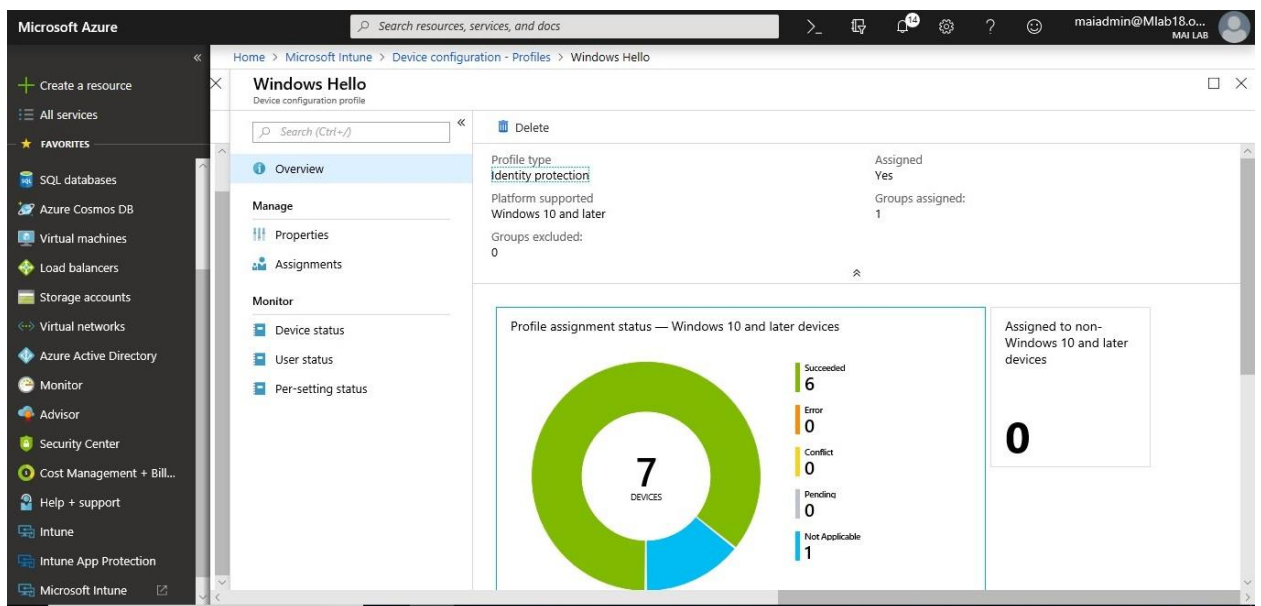 Microsoft Azure
Search resources, services, and docs
14
maiadmin@Mlab18.o...
MAI LAB
Home > Microsoft Intune > Device configuration - Profiles > Windows Hello
Create a resource
All services
FAVORITES
SQL databases
Azure Cosmos DB
Virtual machines
Load balancers
Storage accounts
Virtual networks
Azure Active Directory
Monitor
Advisor
Security Center
Cost Management + Bill...
Help + support
Intune
Intune App Protection
Microsoft Intune
Windows Hello
Device configuration profile
Search (Ctrl+/)
Overview
Manage
Properties
Assignments
Monitor
Device status
User status
Per-setting status
Delete
Profile type
Identity protection
Platform supported
Windows 10 and later
Groups excluded:
0
Assigned
Yes
Groups assigned:
1
Profile assignment status — Windows 10 and later devices
7
DEVICES
Succeeded
6
Error
0
Conflict
0
Pending
0
Not Applicable
1
Assigned to non-
Windows 10 and later
devices
0